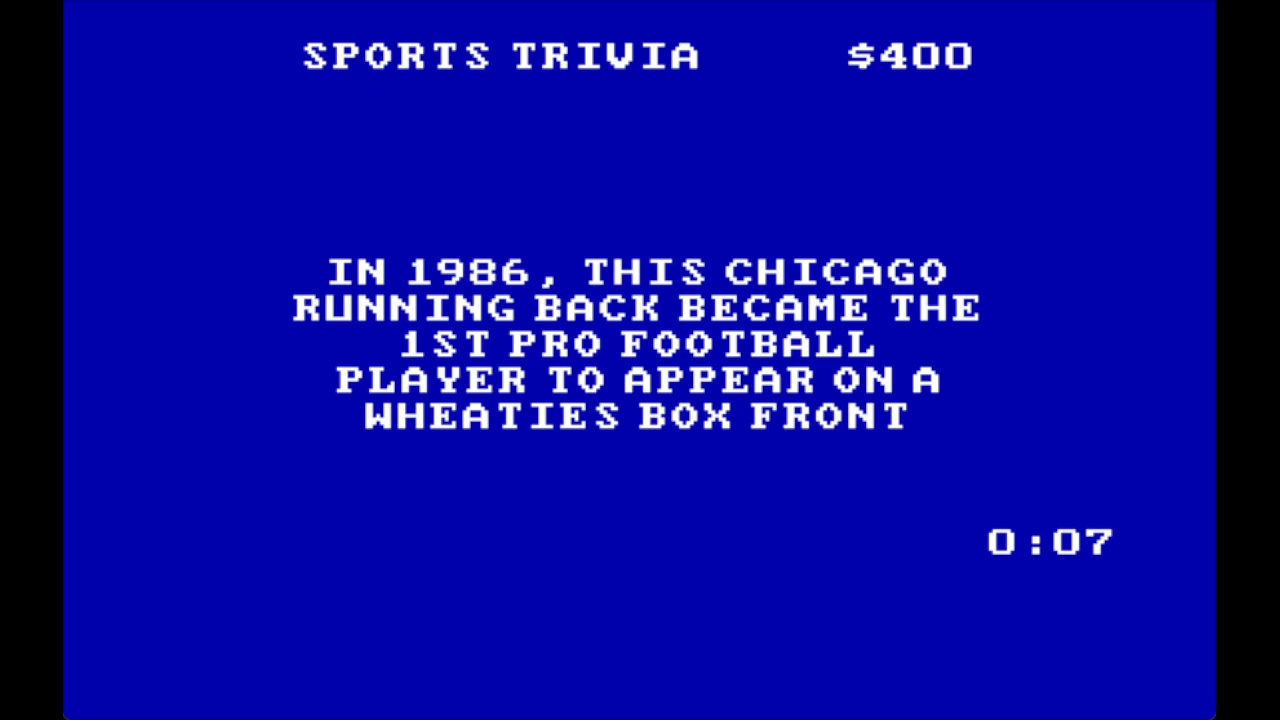 SPORTS TRIVIA $400
IN 1986, THIS CHICAGO
RUNNING BACK BECAME THE
1ST PRO FOOTBALL
PLAYER TO APPEAR ON A
WHEATIES BOX FRONT
0:07